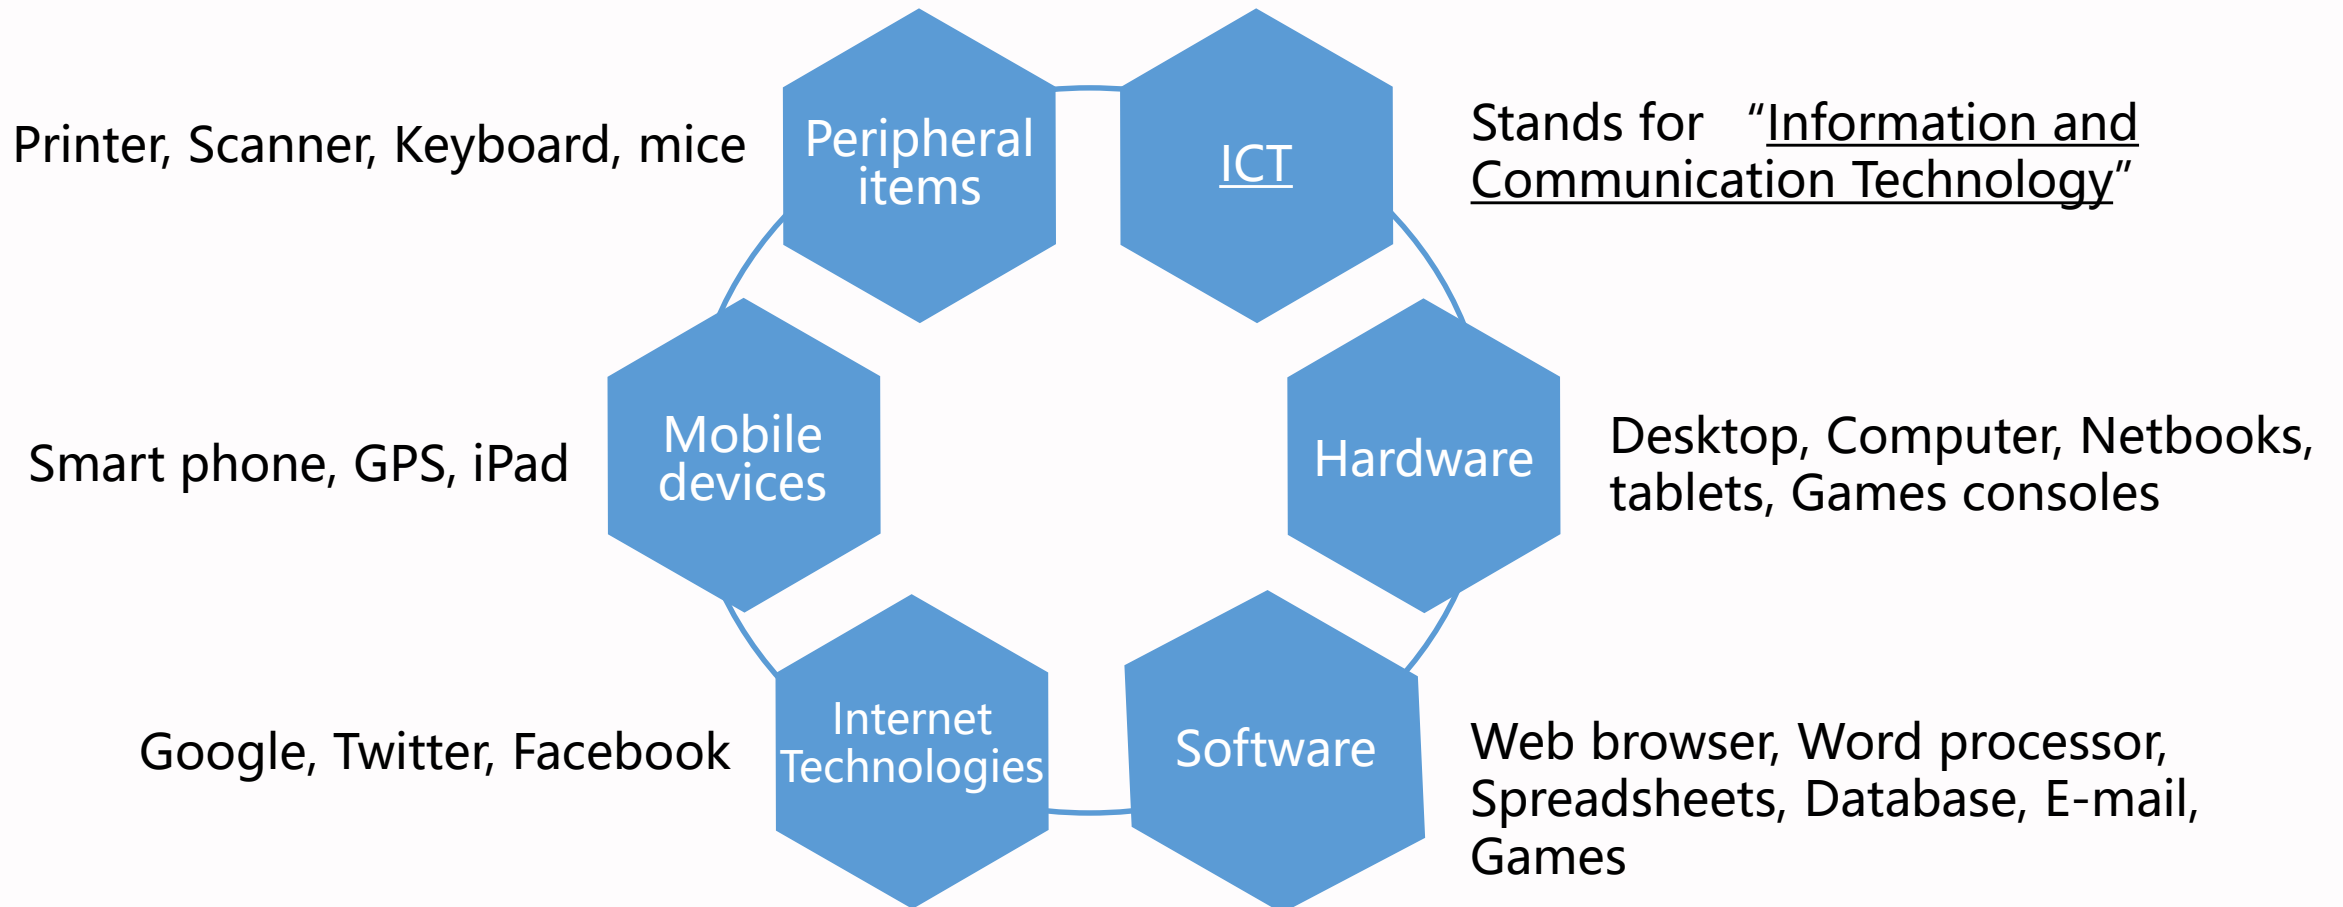 Printer, Scanner, Keyboard, mice
Peripheral
items
ICT
Stands for “Information and
Communication Technology”
Smart phone, GPS, iPad
Mobile
devices
Hardware
Desktop, Computer, Netbooks,
tablets, Games consoles
Google, Twitter, Facebook
Internet
Technologies
Software
Web browser, Word processor,
Spreadsheets, Database, E-mail,
Games